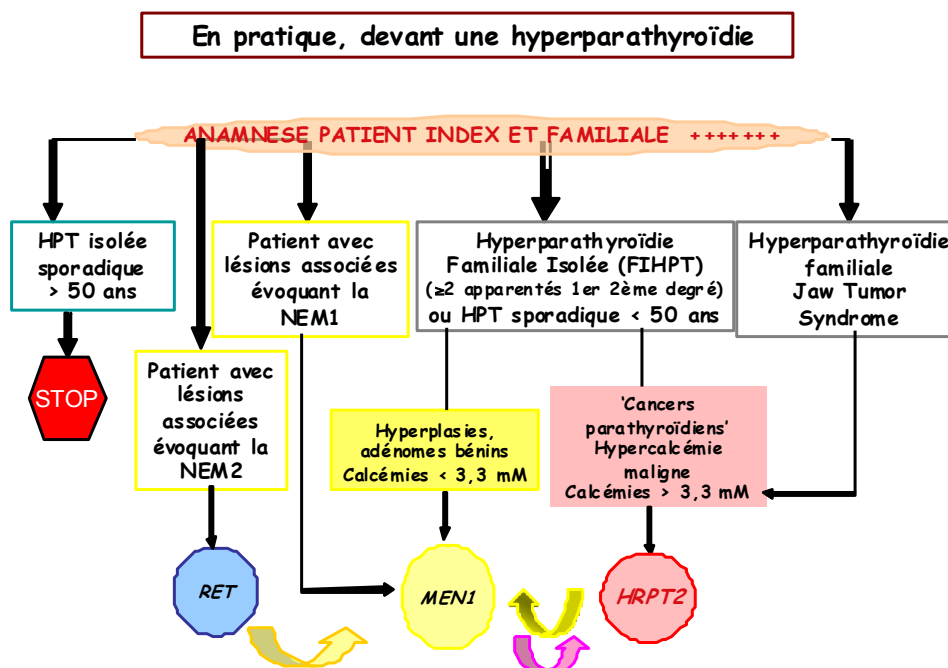 En pratique, devant une hyperparathyroïdie
ANAMNESE PATIENT INDEX ET FAMILIALE +++++++
HPT isolée
sporadique
> 50 ans
STOP
Patient avec
lésions
associées
évoquant la
NEM2
Patient avec
lésions associées
évoquant la
NEM1
Hyperparathyroïdie
Familiale Isolée (FIHPT)
(≥2 apparentés 1er 2ème degré)
ou HPT sporadique < 50 ans
Hyperparathyroïdie
familiale
Jaw Tumor
Syndrome
Hyperplasies,
adénomes bénins
Calcémies < 3,3 mM
‘Cancers
parathyroïdiens’
Hypercalcémie
maligne
Calcémies > 3,3 mM
RET
MEN1
HRPT2